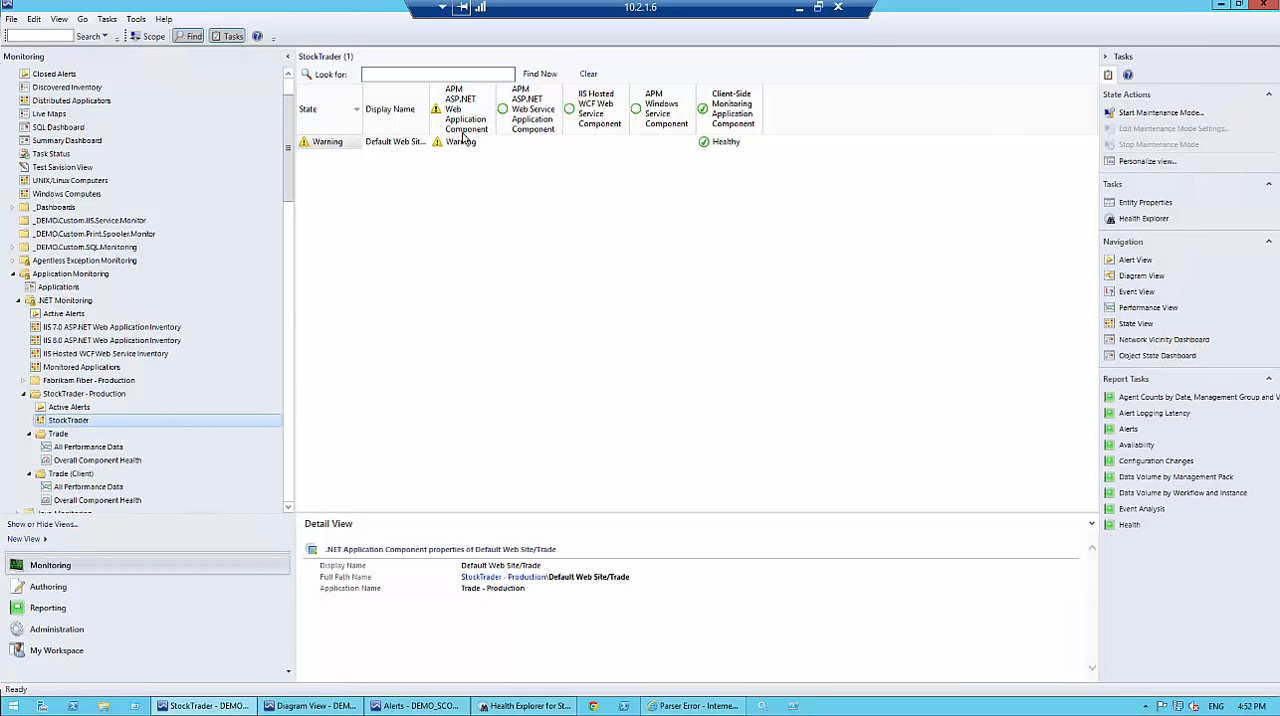 10.2.1.6
File Edit View Go Tasks Tools Help
Search Scope Find Tasks
Monitoring
Closed Alerts
Discovered Inventory
Distributed Applications
Live Maps
SQL Dashboard
Summary Dashboard
Task Status
Test Savision View
UNIX/Linux Computers
Windows Computers
_Dashboards
_DEMO.Custom.IIS.Service.Monitor
_DEMO.Custom.Print.Spooler.Monitor
_DEMO.Custom.SQL.Monitoring
Agentless Exception Monitoring
Application Monitoring
Applications
.NET Monitoring
Active Alerts
IIS 7.0 ASP.NET Web Application Inventory
IIS 8.0 ASP.NET Web Application Inventory
IIS Hosted WCF Web Service Inventory
Monitored Applications
Fabrikam Fiber - Production
StockTrader - Production
Active Alerts
StockTrader
Trade
All Performance Data
Overall Component Health
Trade (Client)
All Performance Data
Overall Component Health
Show or Hide Views...
New View
Monitoring
Authoring
Reporting
Administration
My Workspace
StockTrader (1)
Look for: Find Now Clear
State
Display Name
APM
ASP.NET
Web
Application
Component
APM
ASP.NET
Web Service
Application
Component
IIS Hosted
WCF Web
Service
Component
APM
Windows
Service
Component
Client-Side
Monitoring
Application
Component
Warning Default Web Sit... Warning Healthy
Detail View
.NET Application Component properties of Default Web Site/Trade
Display Name Default Web Site/Trade
Full Path Name StockTrader - Production\Default Web Site/Trade
Application Name Trade - Production
Tasks
State Actions
Start Maintenance Mode...
Edit Maintenance Mode Settings...
Stop Maintenance Mode...
Personalize view...
Tasks
Entity Properties
Health Explorer
Navigation
Alert View
Diagram View
Event View
Performance View
State View
Network Vicinity Dashboard
Object State Dashboard
Report Tasks
Agent Counts by Date, Management Group and V
Alert Logging Latency
Alerts
Availability
Configuration Changes
Data Volume by Management Pack
Data Volume by Workflow and Instance
Event Analysis
Health
Ready
StockTrader - DEMO... Diagram View - DEM... Alerts - DEMO_SCO... Health Explorer for St... Parser Error - Interne... ENG 4:52 PM